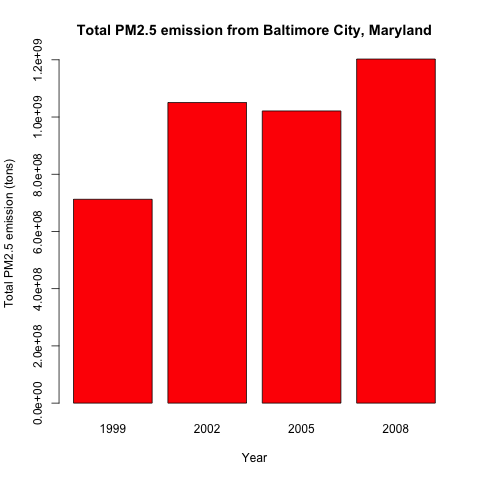 Total PM2.5 emission from Baltimore City, Maryland
Total PM2.5 emission (tons)
1.2e+09
1.0e+09
8.0e+08
6.0e+08
4.0e+08
2.0e+08
0.0e+00
1999 2002 2005 2008
Year